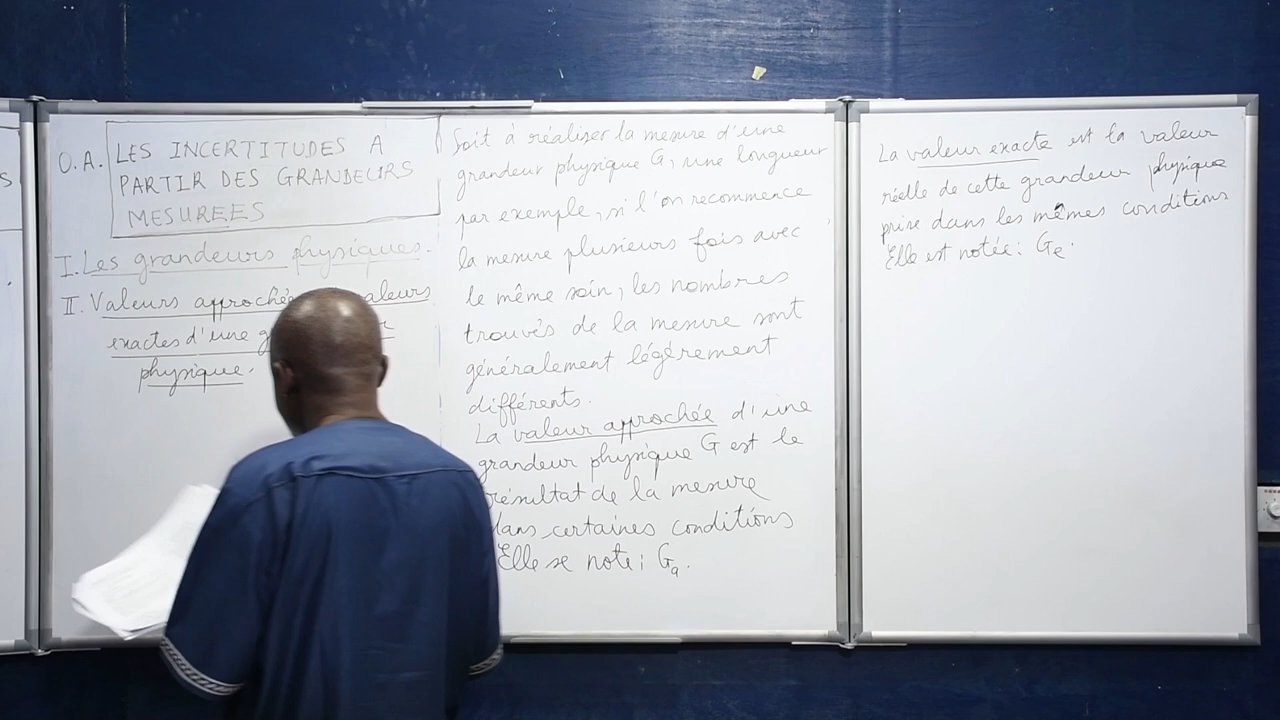 S
O.A. LES INCERTITUDES A
PARTIR DES GRANDEURS
MESUREES
I. Les grandeurs physiques.
II. Valeurs approchée valeurs
exactes d'une
physique.
Soit à réaliser la mesure d'une
grandeur physique G, une longueur
par exemple, si l'on recommence
la mesure plusieurs fois avec
le même soin, les nombres
trouvés de la mesure sont
généralement légérement
différents.
La valeur approchée d'une
grandeur physique G est le
résultat de la mesure
dans certaines conditions
Elle se note : Ga.
La valeur exacte est la valeur
réelle de cette grandeur physique
prise dans les mêmes conditions
Elle est notée : Ge.